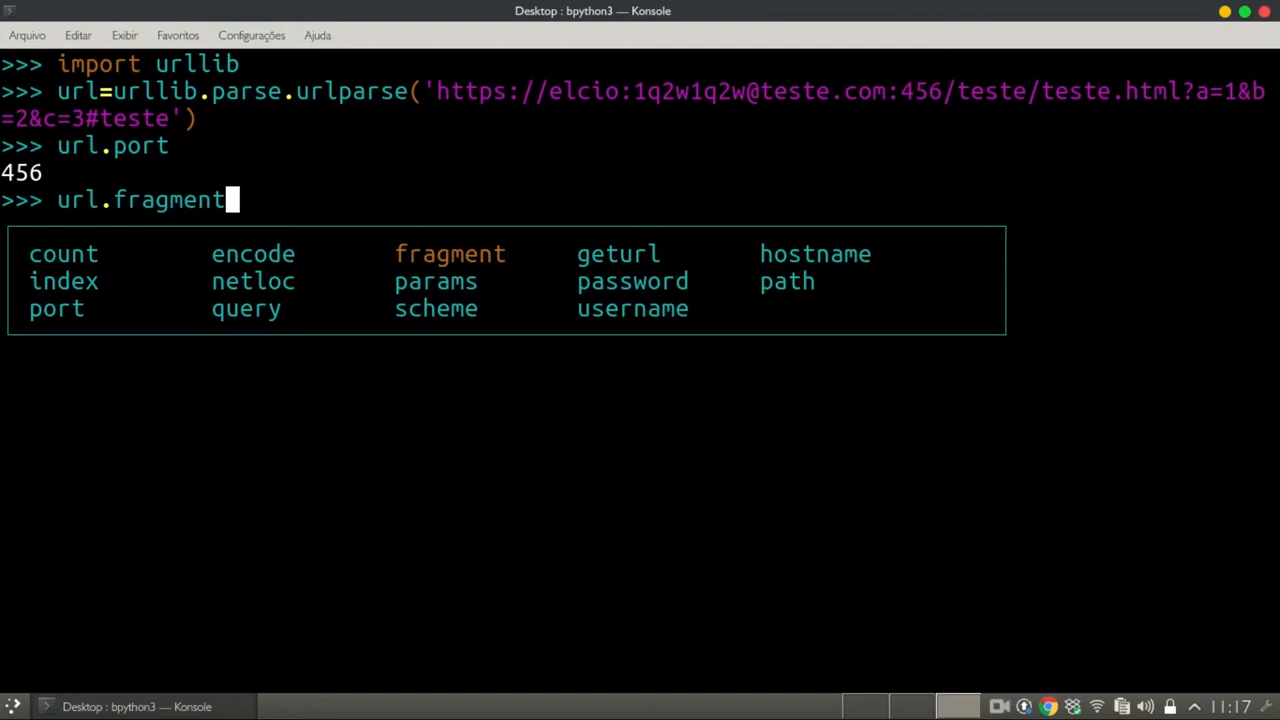 Desktop : bpython3 — Konsole
Arquivo Editar Exibir Favoritos Configurações Ajuda
>>> import urllib
>>> url=urllib.parse.urlparse('https://elcio:1q2w1q2w@teste.com:456/teste/teste.html?a=1&b
=2&c=3#teste')
>>> url.port
456
>>> url.fragment
count encode fragment geturl hostname
index netloc params password path
port query scheme username
Desktop : bpython3 — Konsole
11:17